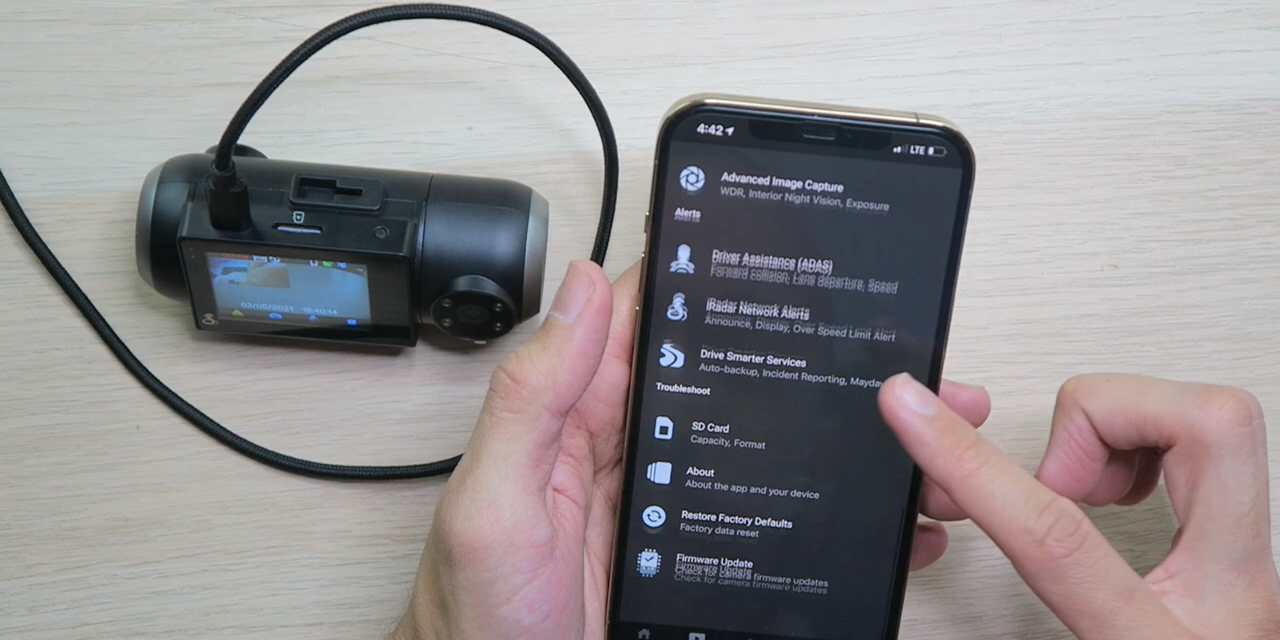 4:42
LTE
Advanced Image Capture
WDR, Interior Night Vision, Exposure
Alerts
Driver Assistance (ADAS)
Forward collision, Lane departure, Speed
iRadar Network Alerts
Announce, Display, Over Speed Limit Alert
Drive Smarter Services
Auto-backup, Incident Reporting, Mayday
Troubleshoot
SD Card
Capacity, Format
About
About the app and your device
Restore Factory Defaults
Factory data reset
Firmware Update
Check for camera firmware updates
03/05/2021 16:40:14